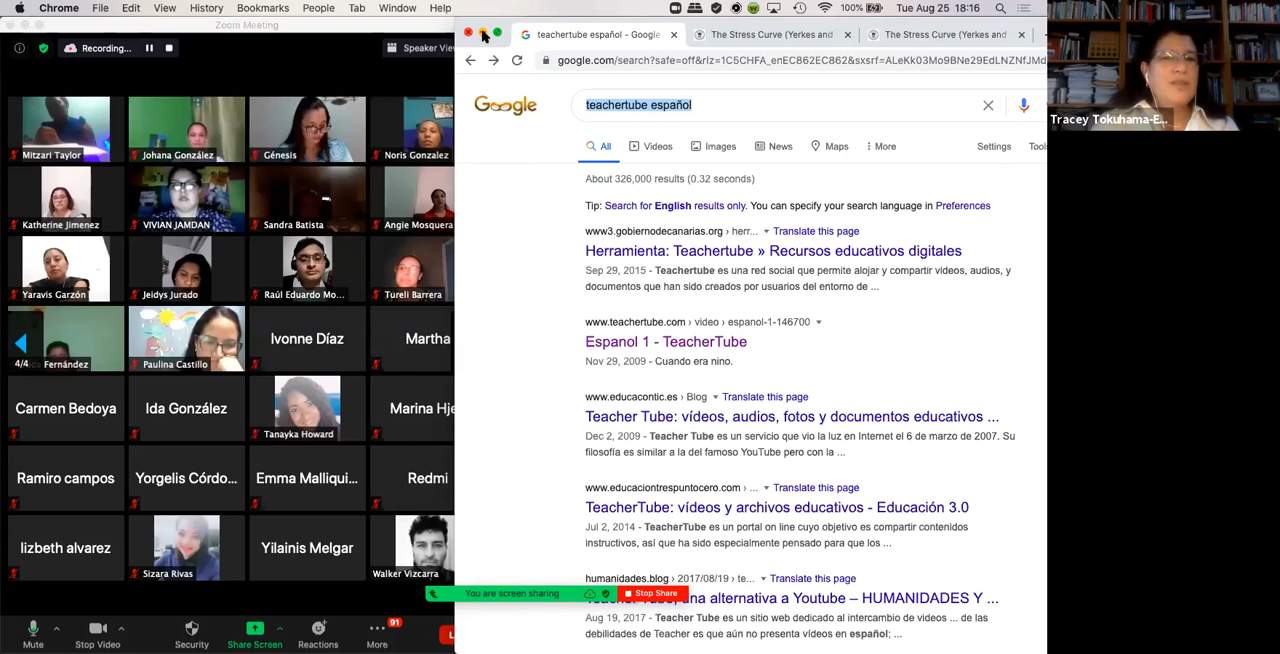 Chrome File Edit View History Bookmarks People Tab Window Help
100% Tue Aug 25 18:16
Zoom Meeting
Recording...
Speaker View
Mitzari Taylor
Johana González
Génesis
Noris Gonzalez
Katherine Jimenez
VIVIAN JAMDAN
Sandra Batista
Angie Mosquera
Yaravis Garzón
Jeidys Jurado
Raúl Eduardo Mo...
Tureli Barrera
4/4
Fernández
Paulina Castillo
Ivonne Díaz
Martha
Carmen Bedoya
Ida González
Tanayka Howard
Marina Hje
Ramiro campos
Yorgelis Córdo...
Emma Malliqui...
Redmi
lizbeth alvarez
Sizara Rivas
Yilainis Melgar
Walker Vizcarra
Mute
Stop Video
Security
Share Screen
Reactions
91
More
L
teachertube español - Google
The Stress Curve (Yerkes and
The Stress Curve (Yerkes and
google.com/search?safe=off&rlz=1C5CHFA_enEC862EC862&sxsrf=ALeKk03Mo9BNe29EdLNZNfJMd
Google
teachertube español
All Videos Images News Maps More Settings Tools
About 326,000 results (0.32 seconds)
Tip: Search for English results only. You can specify your search language in Preferences
www3.gobiernodecanarias.org › herr... Translate this page
Herramienta: Teachertube » Recursos educativos digitales
Sep 29, 2015 - Teachertube es una red social que permite alojar y compartir videos, audios, y
documentos que han sido creados por usuarios del entorno de ...
www.teachertube.com › video › espanol-1-146700
Espanol 1 - TeacherTube
Nov 29, 2009 - Cuando era nino.
www.educacontic.es › Blog Translate this page
Teacher Tube: vídeos, audios, fotos y documentos educativos ...
Dec 2, 2009 - Teacher Tube es un servicio que vio la luz en Internet el 6 de marzo de 2007. Su
filosofía es similar a la del famoso YouTube pero con la ...
www.educaciontrespuntocero.com › ... Translate this page
TeacherTube: vídeos y archivos educativos - Educación 3.0
Jul 2, 2014 - TeacherTube es un portal on line cuyo objetivo es compartir contenidos
instructivos, así que ha sido especialmente pensado para que los ...
humanidades.blog › 2017/08/19 › te... Translate this page
You are screen sharing Stop Share
Teacher Tube, una alternativa a Youtube – HUMANIDADES Y ...
Aug 19, 2017 - Teacher Tube es un sitio web dedicado al intercambio de videos ... de las
debilidades de Teacher es que aún no presenta vídeos en español; ...
Tracey Tokuhama-E...